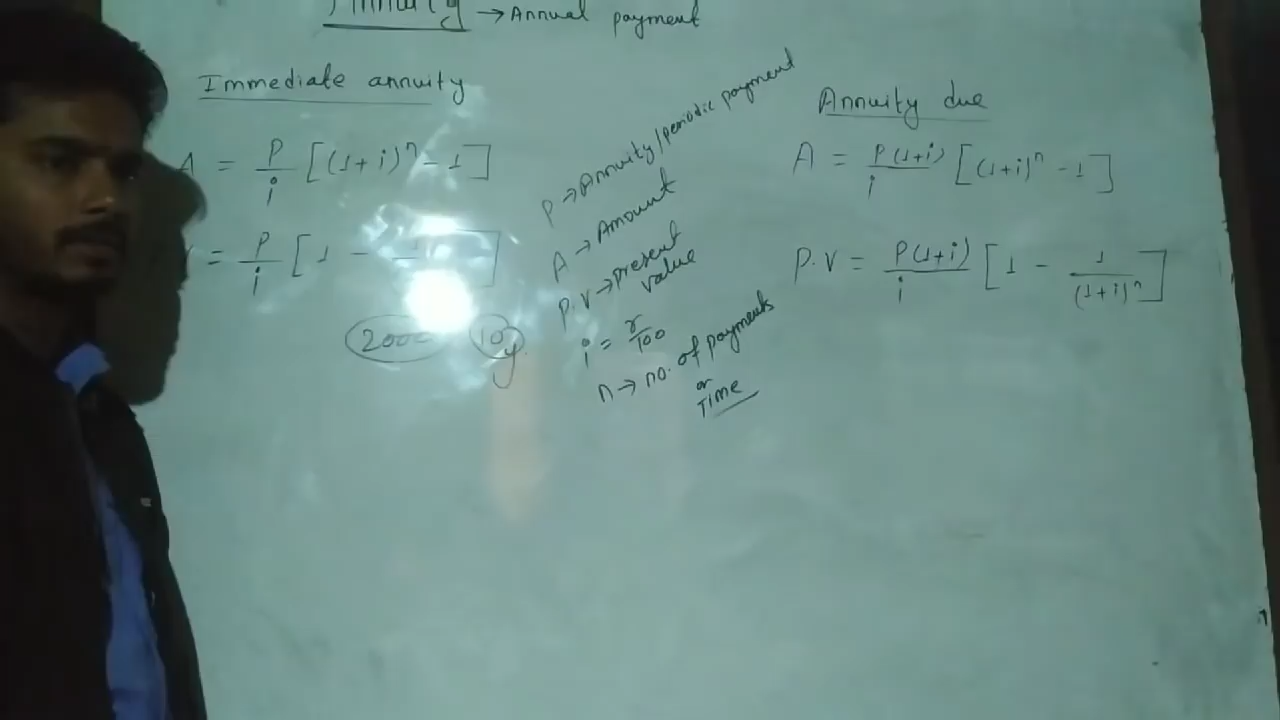 → Annual payment
Immediate annuity
A = P/i [(1+i)^n - 1]
= P/i [1 -
2000 10y.
P → Annuity/periodic payment
A → Amount
P.V → present value
i = r/100
n → no. of payments
or
Time
Annuity due
A = P(1+i)/i [(1+i)^n - 1]
P.V = P(1+i)/i [1 - 1/(1+i)^n]